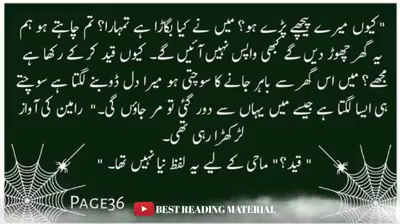 " کیوں میرے پیچھے پڑے ہو؟ میں نے کیا بگاڑا ہے تمہارا؟ تم چاہتے ہو ہم
یہ گھر چھوڑ دیں گے کبھی واپس نہیں آئیں گے۔ کیوں قید کر کے رکھا ہے
مجھے؟ میں اس گھر سے باہر جانے کا سوچتی ہو میرا دل ڈوبنے لگتا ہے سوچتے
ہی ایسا لگتا ہے جیسے میں یہاں سے دور گئی تو مر جاؤں گی۔" رامین کی آواز
لڑکھڑا رہی تھی۔
" قید؟" ماحی کے لیے یہ لفظ نیا نہیں تھا۔ "
PAGE36
BEST READING MATERIAL